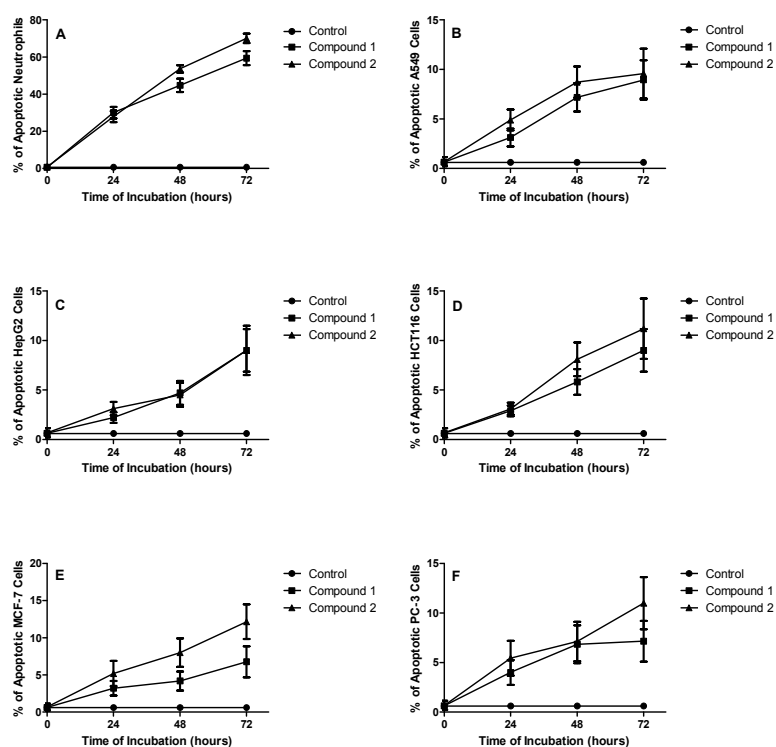 % of Apoptotic Neutrophils
80
60
40
20
0
A
0 24 48 72
Time of Incubation (hours)
Control
Compound 1
Compound 2
% of Apoptotic A549 Cells
15
10
5
0
B
0 24 48 72
Time of Incubation (hours)
Control
Compound 1
Compound 2
% of Apoptotic HepG2 Cells
15
10
5
0
C
0 24 48 72
Time of Incubation (hours)
Control
Compound 1
Compound 2
% of Apoptotic HCT116 Cells
15
10
5
0
D
0 24 48 72
Time of Incubation (hours)
Control
Compound 1
Compound 2
% of Apoptotic MCF-7 Cells
20
15
10
5
0
E
0 24 48 72
Time of Incubation (hours)
Control
Compound 1
Compound 2
% of Apoptotic PC-3 Cells
15
10
5
0
F
0 24 48 72
Time of Incubation (hours)
Control
Compound 1
Compound 2